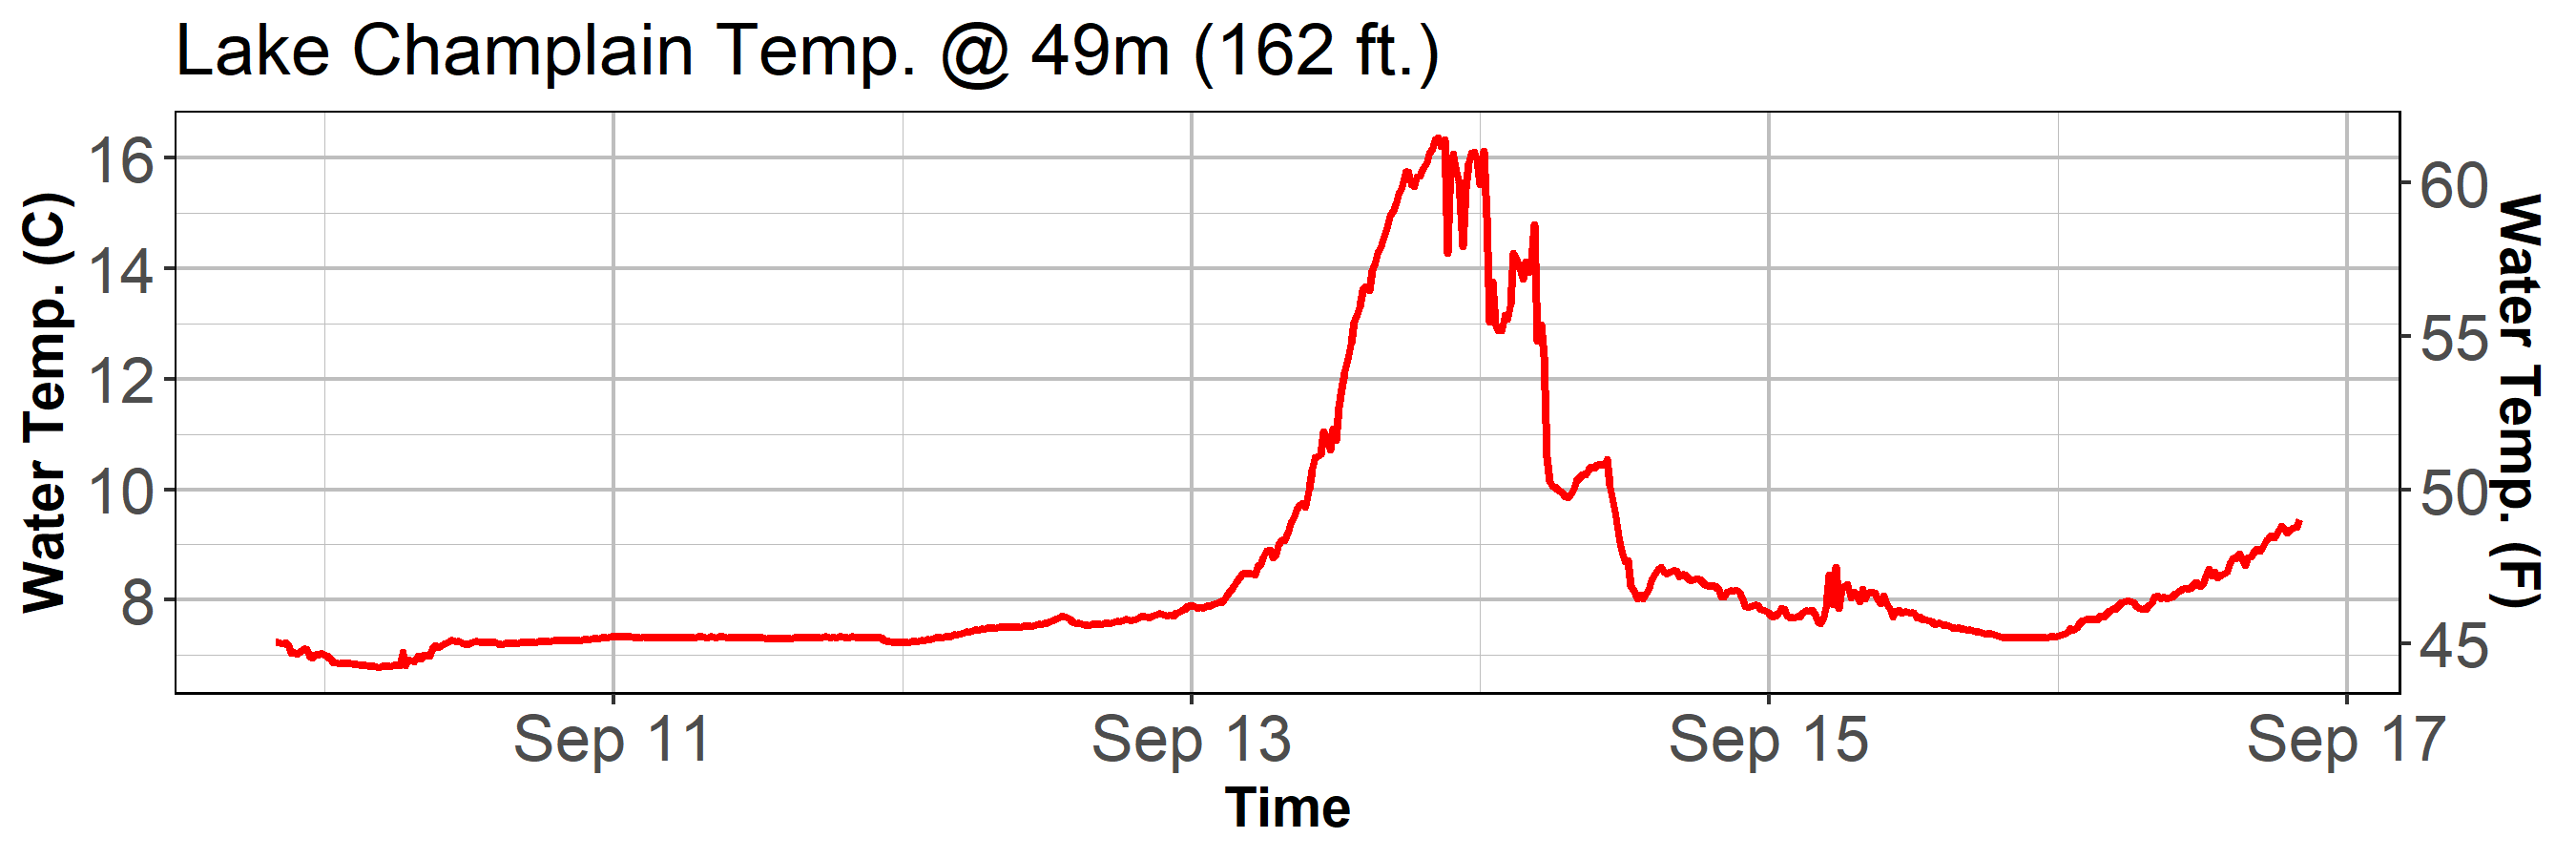 Lake Champlain Temp. @ 49m (162 ft.)
Water Temp. (C)
16
14
12
10
8
60
55
50
45
Water Temp. (F)
Sep 11
Sep 13
Sep 15
Sep 17
Time